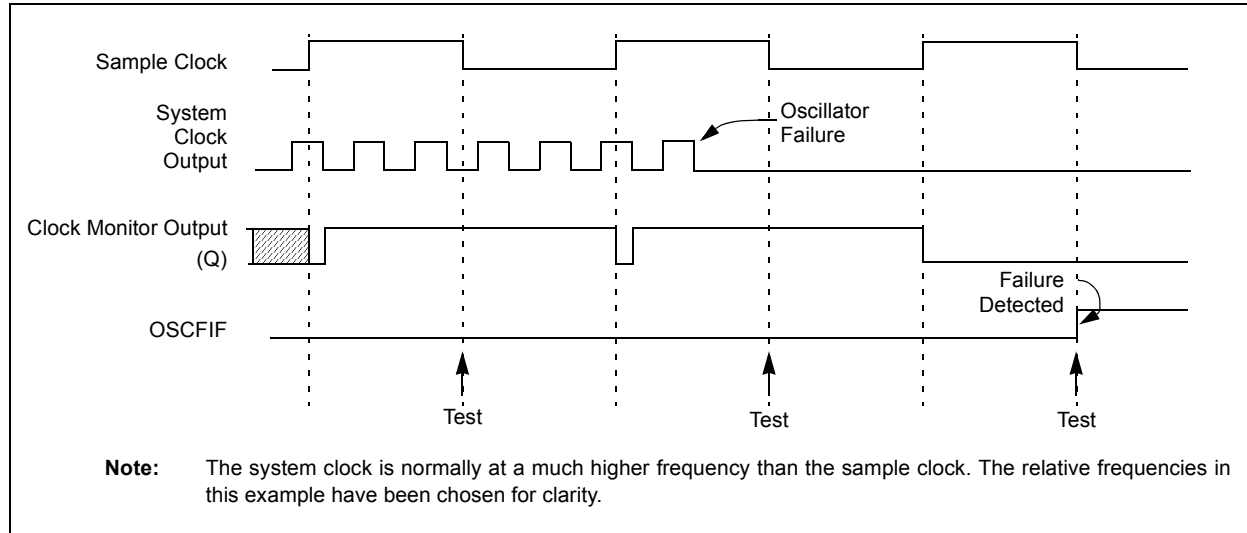 Sample Clock
System
Clock
Output
Oscillator
Failure
Clock Monitor Output
(Q)
Failure
Detected
OSCFIF
Test
Test
Test
Note: The system clock is normally at a much higher frequency than the sample clock. The relative frequencies in
this example have been chosen for clarity.